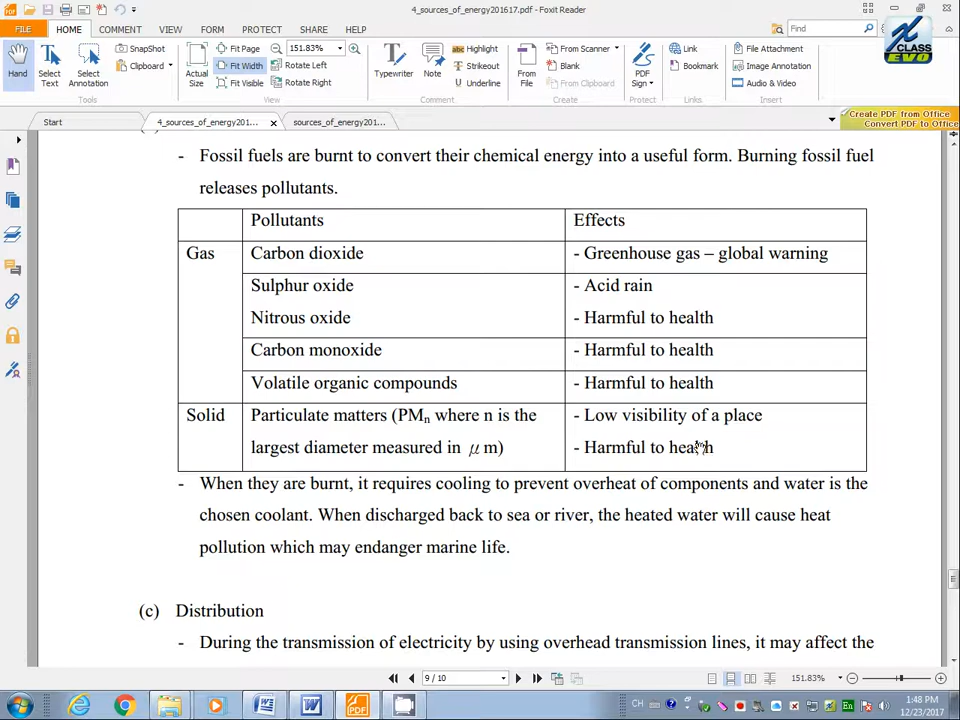 4_sources_of_energy201617.pdf - Foxit Reader
FILE HOME COMMENT VIEW FORM PROTECT SHARE HELP
Find
CLASS EVO
Hand
Select Text
Select Annotation
SnapShot
Clipboard
Actual Size
Fit Page
Fit Width
Fit Visible
151.83%
Rotate Left
Rotate Right
Typewriter
Note
Highlight
Strikeout
Underline
From File
From Scanner
Blank
From Clipboard
PDF Sign
Link
Bookmark
File Attachment
Image Annotation
Audio & Video
Tools View Comment Create Protect Links Insert
Start 4_sources_of_energy201... sources_of_energy201...
Create PDF from Office
Convert PDF to Office
- Fossil fuels are burnt to convert their chemical energy into a useful form. Burning fossil fuel
releases pollutants.
Pollutants Effects
Gas Carbon dioxide - Greenhouse gas – global warning
Sulphur oxide - Acid rain
Nitrous oxide - Harmful to health
Carbon monoxide - Harmful to health
Volatile organic compounds - Harmful to health
Solid Particulate matters (PMn where n is the - Low visibility of a place
largest diameter measured in μm) - Harmful to health
- When they are burnt, it requires cooling to prevent overheat of components and water is the
chosen coolant. When discharged back to sea or river, the heated water will cause heat
pollution which may endanger marine life.
(c) Distribution
- During the transmission of electricity by using overhead transmission lines, it may affect the
9 / 10
151.83%
CH
En
1:48 PM
12/23/2017